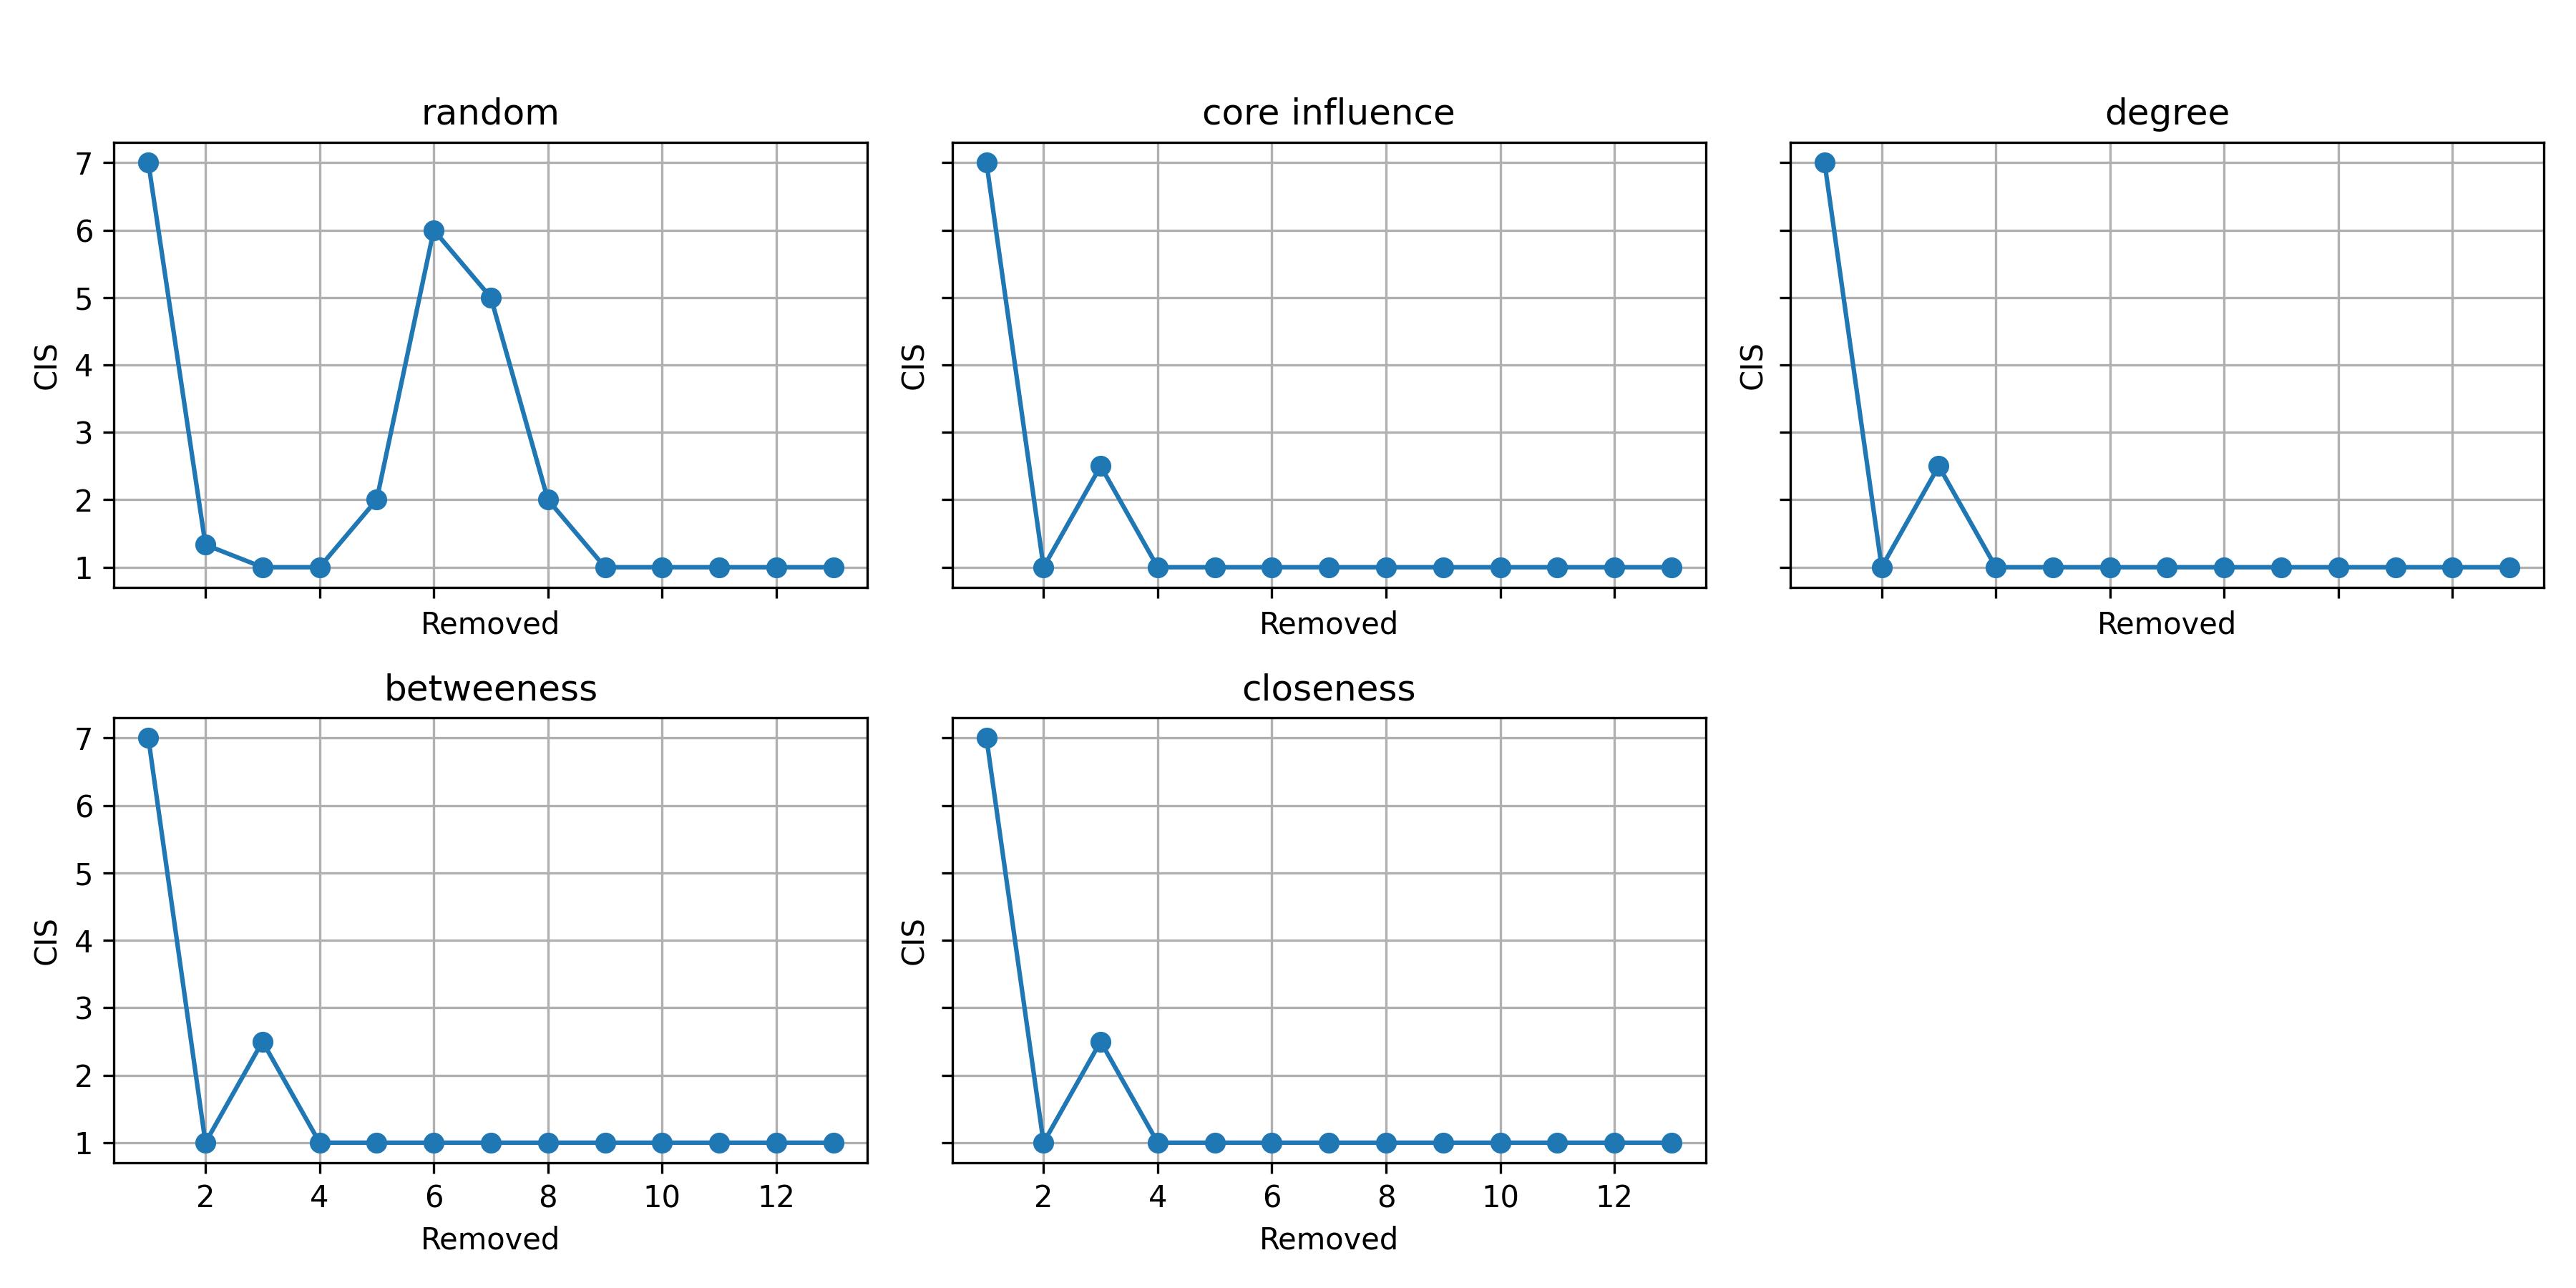 random
core influence
degree
7
6
5
4
3
2
1
CIS
CIS
CIS
Removed
Removed
Removed
betweeness
closeness
7
6
5
4
3
2
1
CIS
CIS
2 4 6 8 10 12
2 4 6 8 10 12
Removed
Removed